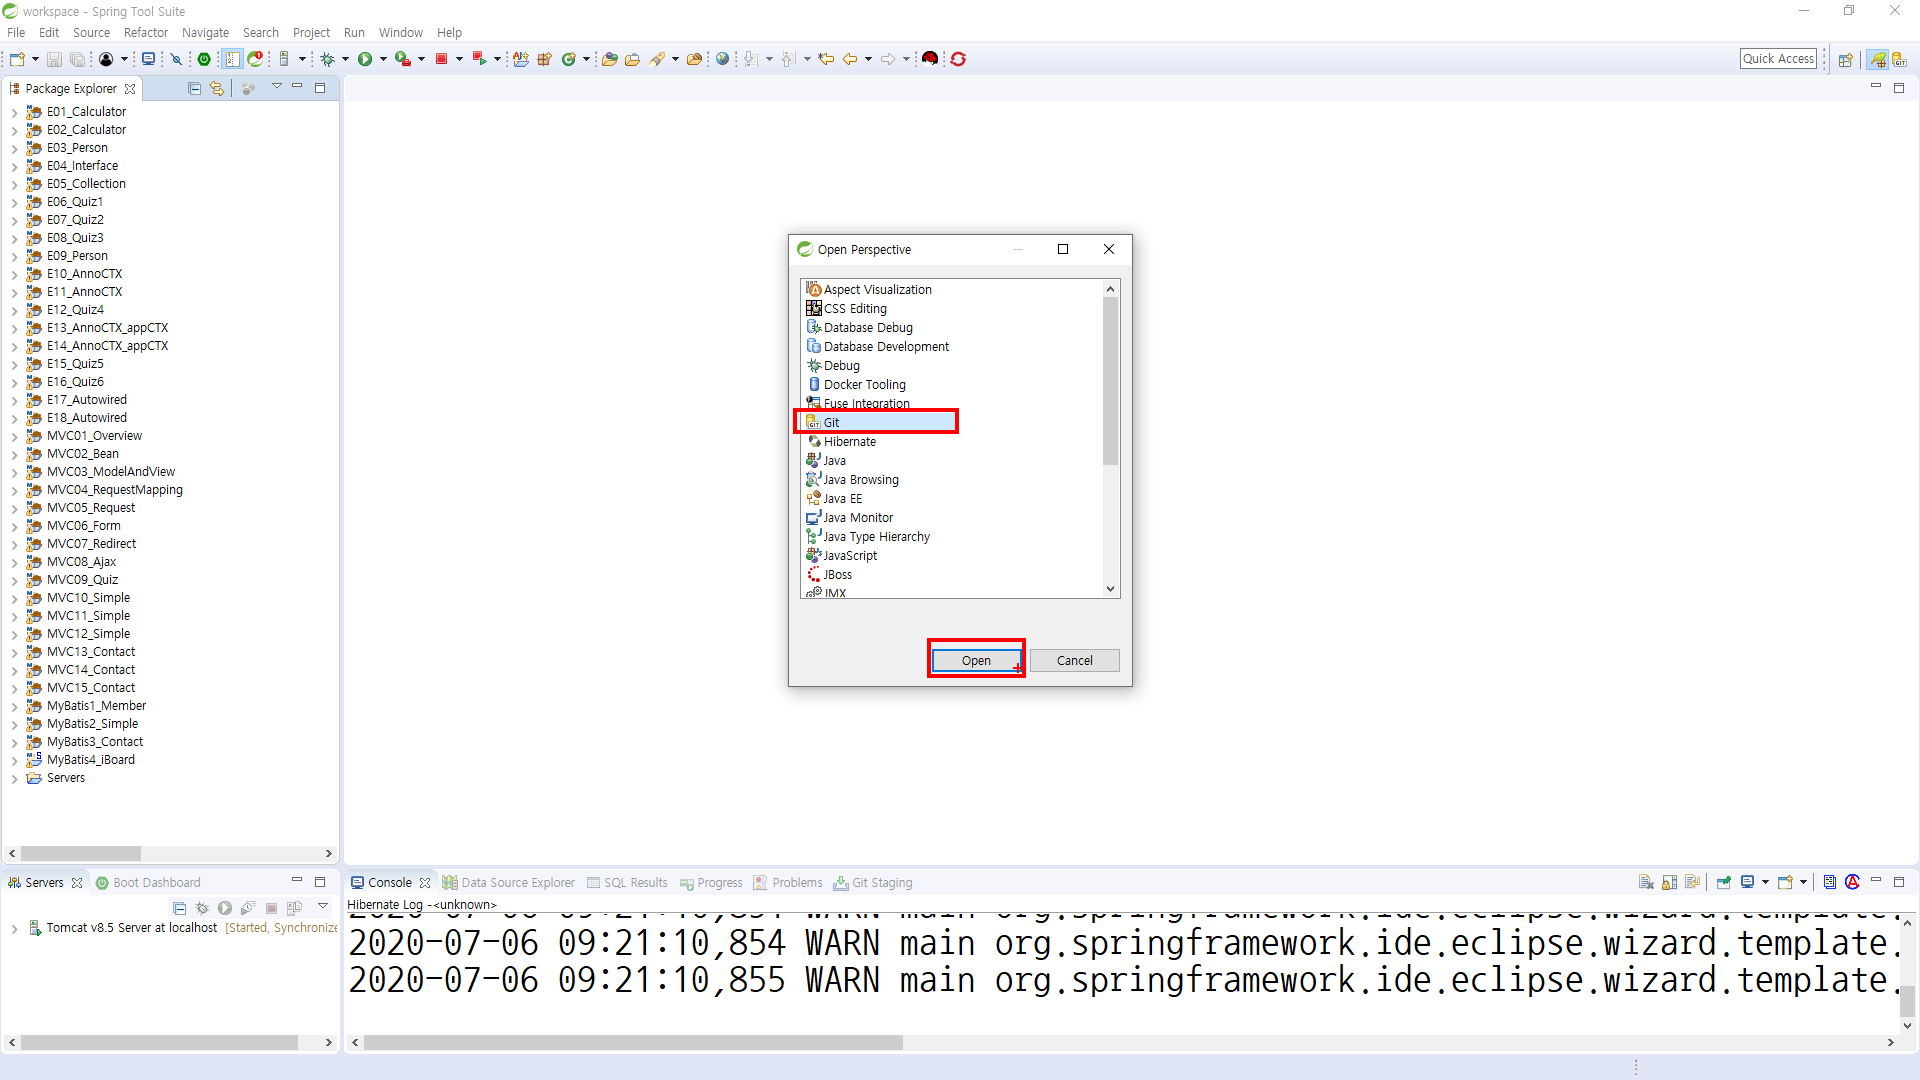 workspace - Spring Tool Suite
File Edit Source Refactor Navigate Search Project Run Window Help
Quick Access
Package Explorer
E01_Calculator
E02_Calculator
E03_Person
E04_Interface
E05_Collection
E06_Quiz1
E07_Quiz2
E08_Quiz3
E09_Person
E10_AnnoCTX
E11_AnnoCTX
E12_Quiz4
E13_AnnoCTX_appCTX
E14_AnnoCTX_appCTX
E15_Quiz5
E16_Quiz6
E17_Autowired
E18_Autowired
MVC01_Overview
MVC02_Bean
MVC03_ModelAndView
MVC04_RequestMapping
MVC05_Request
MVC06_Form
MVC07_Redirect
MVC08_Ajax
MVC09_Quiz
MVC10_Simple
MVC11_Simple
MVC12_Simple
MVC13_Contact
MVC14_Contact
MVC15_Contact
MyBatis1_Member
MyBatis2_Simple
MyBatis3_Contact
MyBatis4_iBoard
Servers
Open Perspective
Aspect Visualization
CSS Editing
Database Debug
Database Development
Debug
Docker Tooling
Fuse Integration
Git
Hibernate
Java
Java Browsing
Java EE
Java Monitor
Java Type Hierarchy
JavaScript
JBoss
JMX
Open Cancel
Servers Boot Dashboard
Tomcat v8.5 Server at localhost [Started, Synchronize
Console Data Source Explorer SQL Results Progress Problems Git Staging
Hibernate Log -<unknown>
2020-07-06 09:21:10,854 WARN main org.springframework.ide.eclipse.wizard.template.
2020-07-06 09:21:10,855 WARN main org.springframework.ide.eclipse.wizard.template.